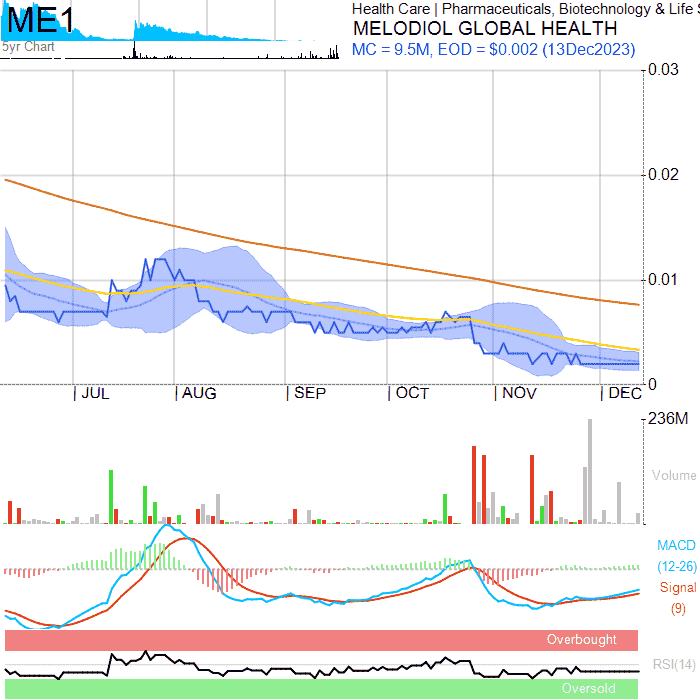 ME1
Health Care | Pharmaceuticals, Biotechnology & Life S
MELODIOL GLOBAL HEALTH
5yr Chart
MC = 9.5M, EOD = $0.002 (13Dec2023)
0.03
0.02
0.01
0
| JUL | AUG | SEP | OCT | NOV | DEC
236M
Volume
MACD
(12-26)
Signal
(9)
Overbought
RSI(14)
Oversold